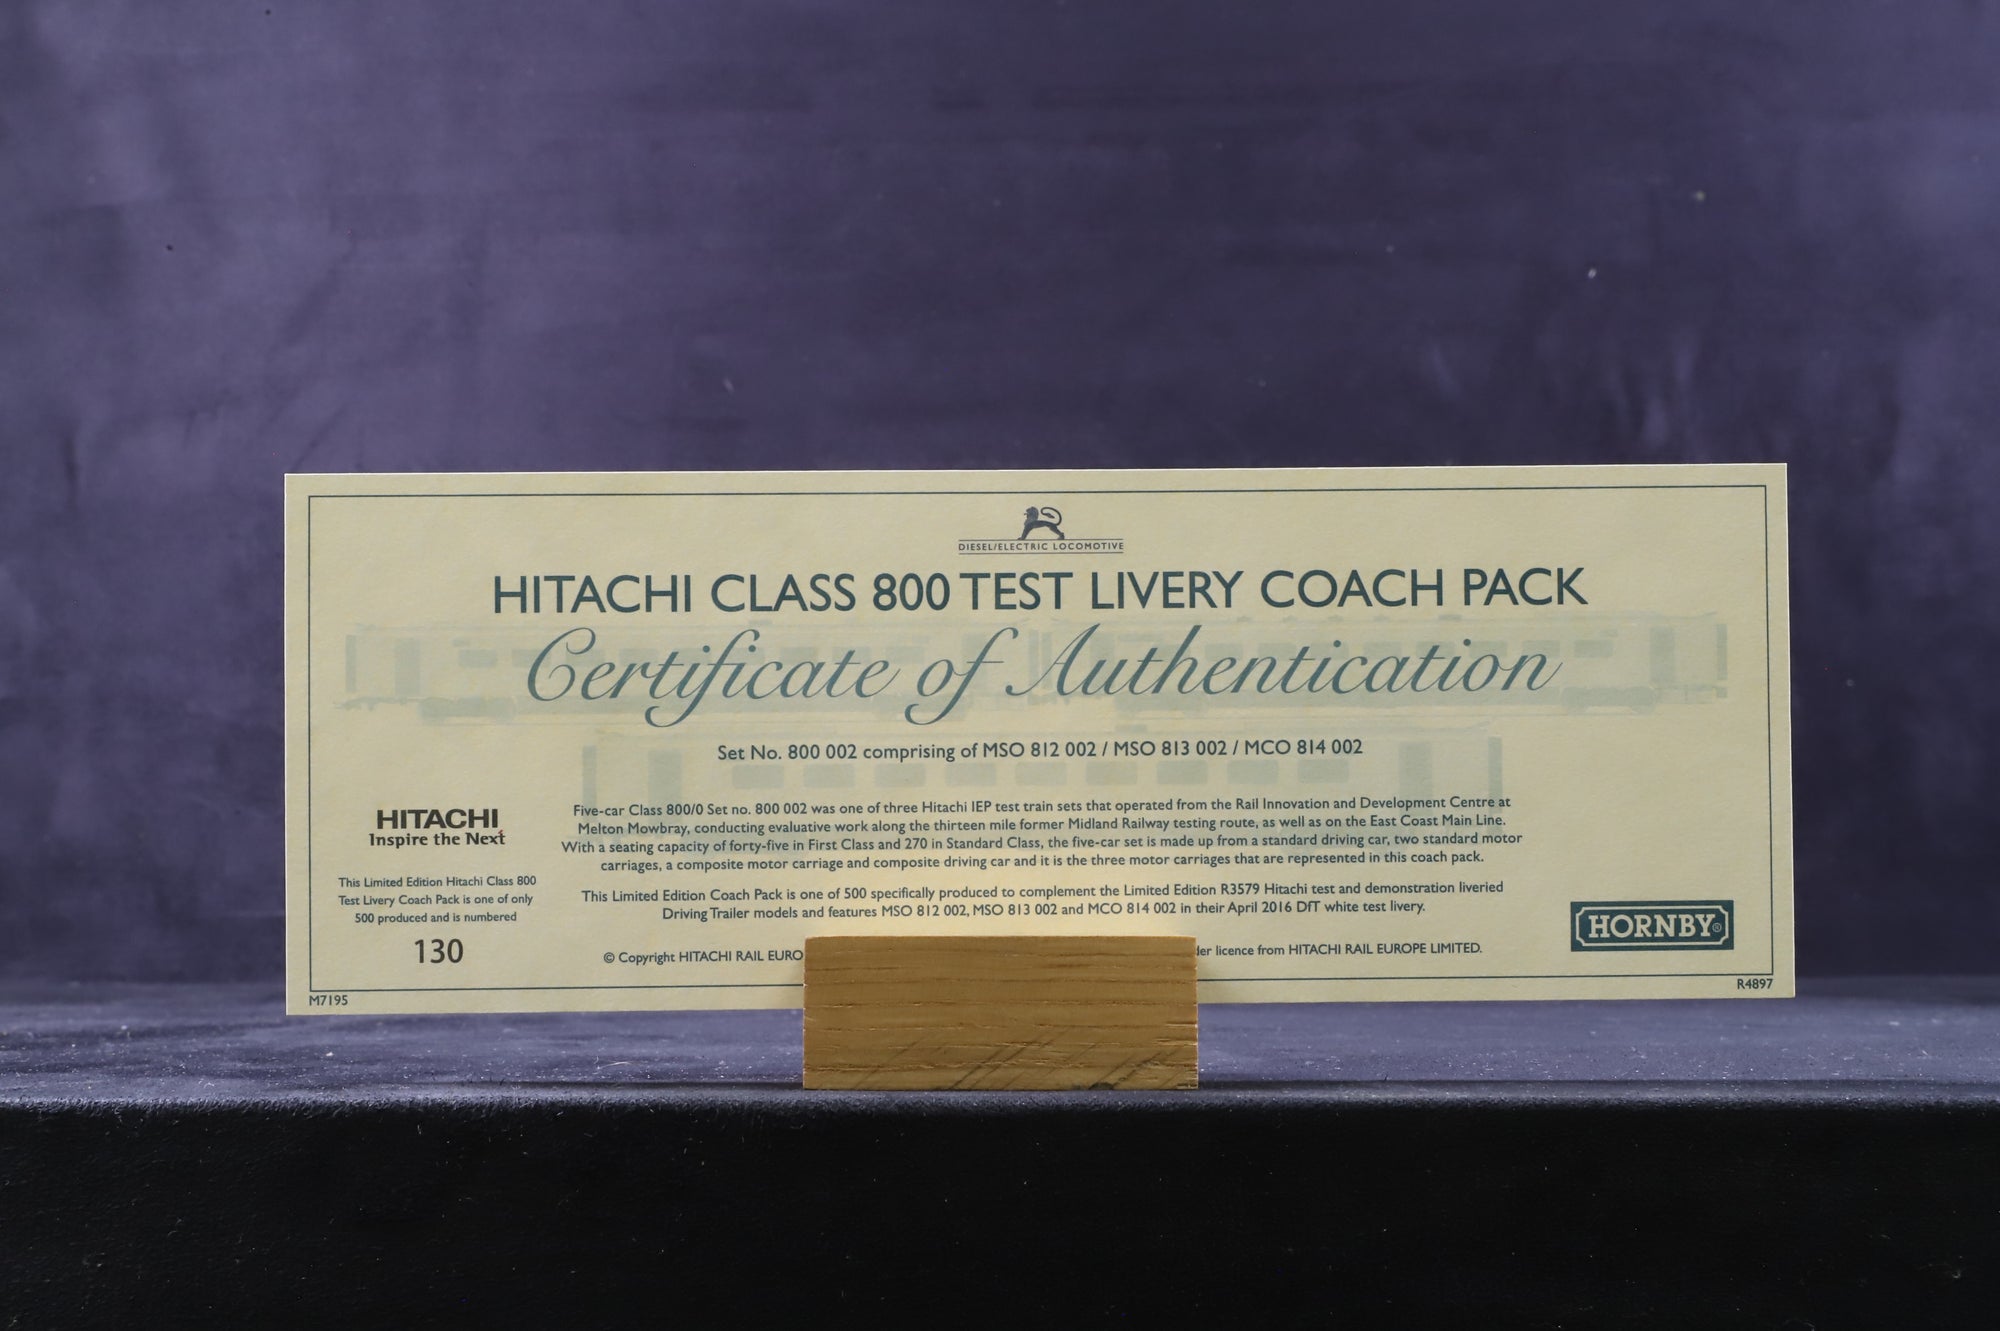 DIESEL/ELECTRIC LOCOMOTIVE
HITACHI CLASS 800 TEST LIVERY COACH PACK
Certificate of Authentication
Set No. 800 002 comprising of MSO 812 002 / MSO 813 002 / MCO 814 002
HITACHI
Inspire the Next
This Limited Edition Hitachi Class 800
Test Livery Coach Pack is one of only
500 produced and is numbered
130
Five-car Class 800/0 Set no. 800 002 was one of three Hitachi IEP test train sets that operated from the Rail Innovation and Development Centre at
Melton Mowbray, conducting evaluative work along the thirteen mile former Midland Railway testing route, as well as on the East Coast Main Line.
With a seating capacity of forty-five in First Class and 270 in Standard Class, the five-car set is made up from a standard driving car, two standard motor
carriages, a composite motor carriage and composite driving car and it is the three motor carriages that are represented in this coach pack.
This Limited Edition Coach Pack is one of 500 specifically produced to complement the Limited Edition R3579 Hitachi test and demonstration liveried
Driving Trailer models and features MSO 812 002, MSO 813 002 and MCO 814 002 in their April 2016 DfT white test livery.
© Copyright HITACHI RAIL EURO
er licence from HITACHI RAIL EUROPE LIMITED.
HORNBY®
M7195
R4897